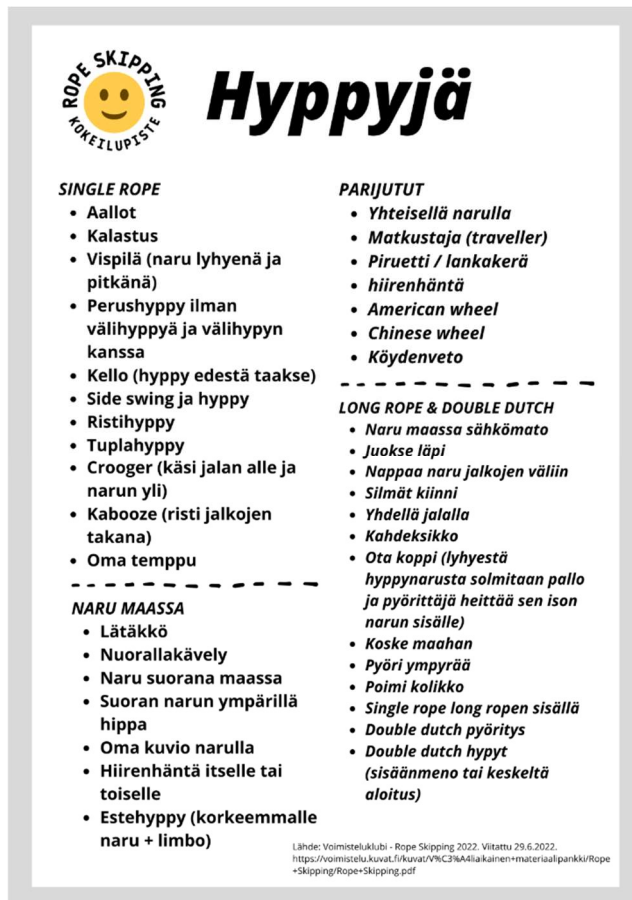 ROPE SKIPPING
KOKEILUPISTE
Hyppyjä
SINGLE ROPE
Aallot
Kalastus
Vispilä (naru lyhyenä ja
pitkänä)
Perushyppy ilman
välihyppyä ja välihypyn
kanssa
Kello (hyppy edestä taakse)
Side swing ja hyppy
Ristihyppy
Tuplahyppy
Crooger (käsi jalan alle ja
narun yli)
Kabooze (risti jalkojen
takana)
Oma temppu
NARU MAASSA
Lätäkkö
Nuorallakävely
Naru suorana maassa
Suoran narun ympärillä
hippa
Oma kuvio narulla
Hiirenhäntä itselle tai
toiselle
Estehyppy (korkeemmalle
naru + limbo)
PARIJUTUT
Yhteisellä narulla
Matkustaja (traveller)
Piruetti / lankakerä
hiirenhäntä
American wheel
Chinese wheel
Köydenveto
LONG ROPE & DOUBLE DUTCH
Naru maassa sähkömato
Juokse läpi
Nappaa naru jalkojen väliin
Silmät kiinni
Yhdellä jalalla
Kahdeksikko
Ota koppi (lyhyestä
hyppynarusta solmitaan pallo
ja pyörittäjä heittää sen ison
narun sisälle)
Koske maahan
Pyöri ympyrää
Poimi kolikko
Single rope long ropen sisällä
Double dutch pyöritys
Double dutch hypyt
(sisäänmeno tai keskeltä
aloitus)
Lähde: Voimisteluklubi - Rope Skipping 2022. Viitattu 29.6.2022.
https://voimistelu.kuvat.fi/kuvat/V%C3%A4liaikainen+materiaalipankki/Rope
+Skipping/Rope+Skipping.pdf